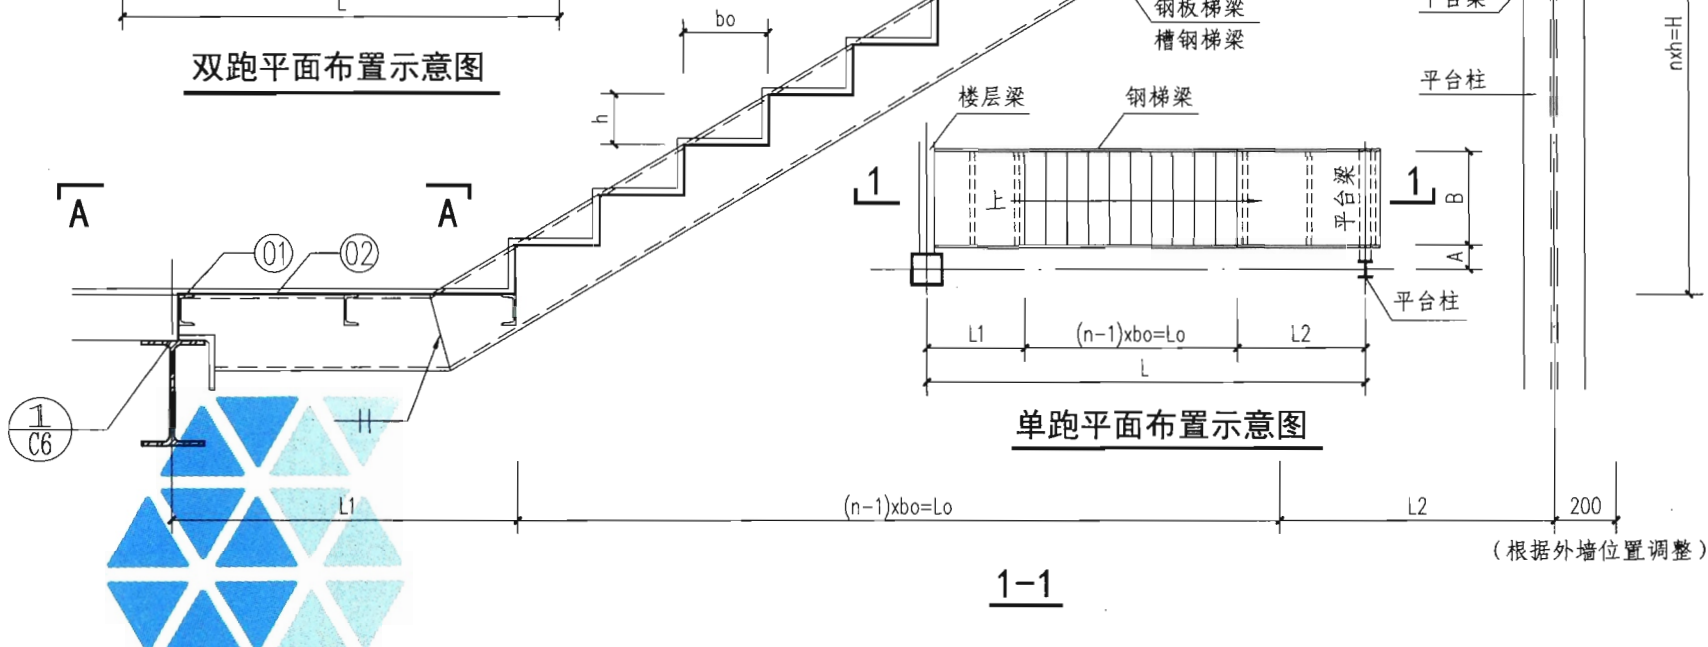 L
双跑平面布置示意图
bo
h
钢板梯梁
槽钢梯梁
平台柱
nxh=H
楼层梁
钢梯梁
A
A
01
02
1
上
平台梁
1
B
A
平台柱
L1
(n-1)xbo=Lo
L2
L
单跑平面布置示意图
1
C6
H
L1
(n-1)xbo=Lo
L2
200
(根据外墙位置调整)
1-1